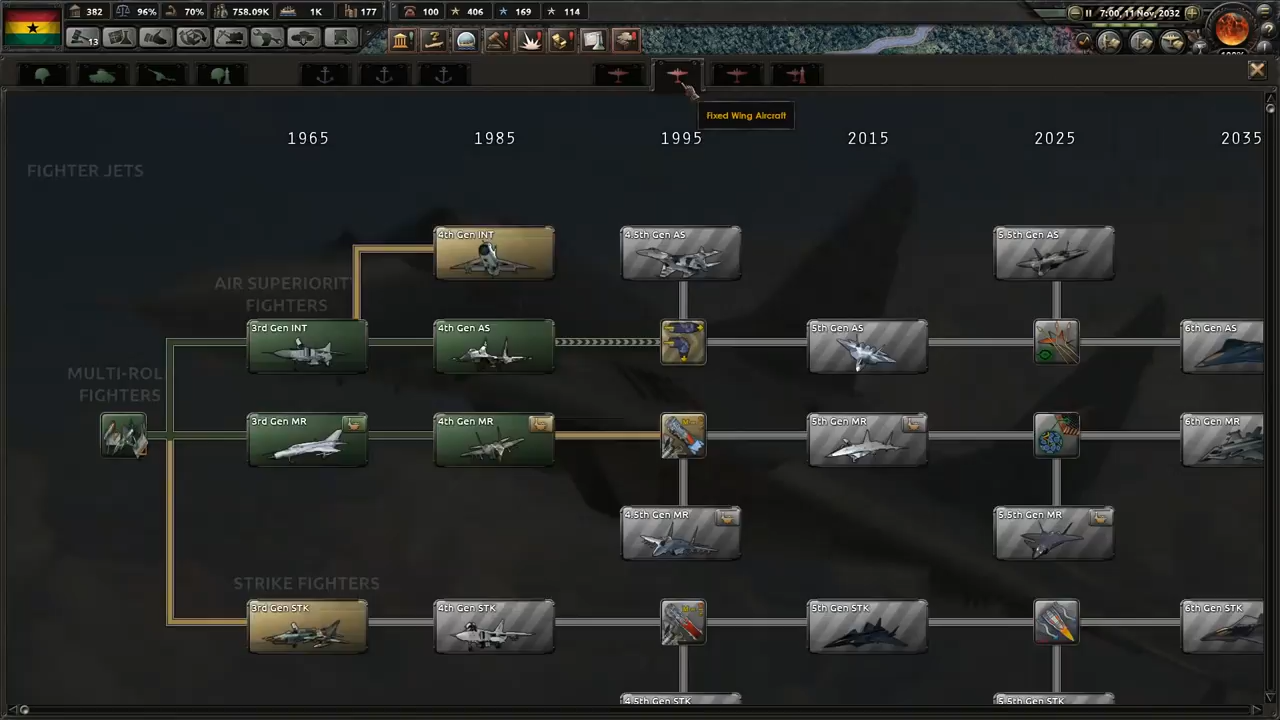 382 96% 70% 758.09K 1K 177 100 406 169 114 7:00, 11 Nov, 2032
13
100%
Fixed Wing Aircraft
1965 1985 1995 2015 2025 2035
FIGHTER JETS
4th Gen INT 4.5th Gen AS 5.5th Gen AS
AIR SUPERIORIT
FIGHTERS
3rd Gen INT 4th Gen AS 5th Gen AS 6th Gen AS
MULTI-ROL
FIGHTERS
3rd Gen MR 4th Gen MR 5th Gen MR 6th Gen MR
4.5th Gen MR 5.5th Gen MR
STRIKE FIGHTERS
3rd Gen STK 4th Gen STK 5th Gen STK 6th Gen STK
4.5th Gen STK 5.5th Gen STK